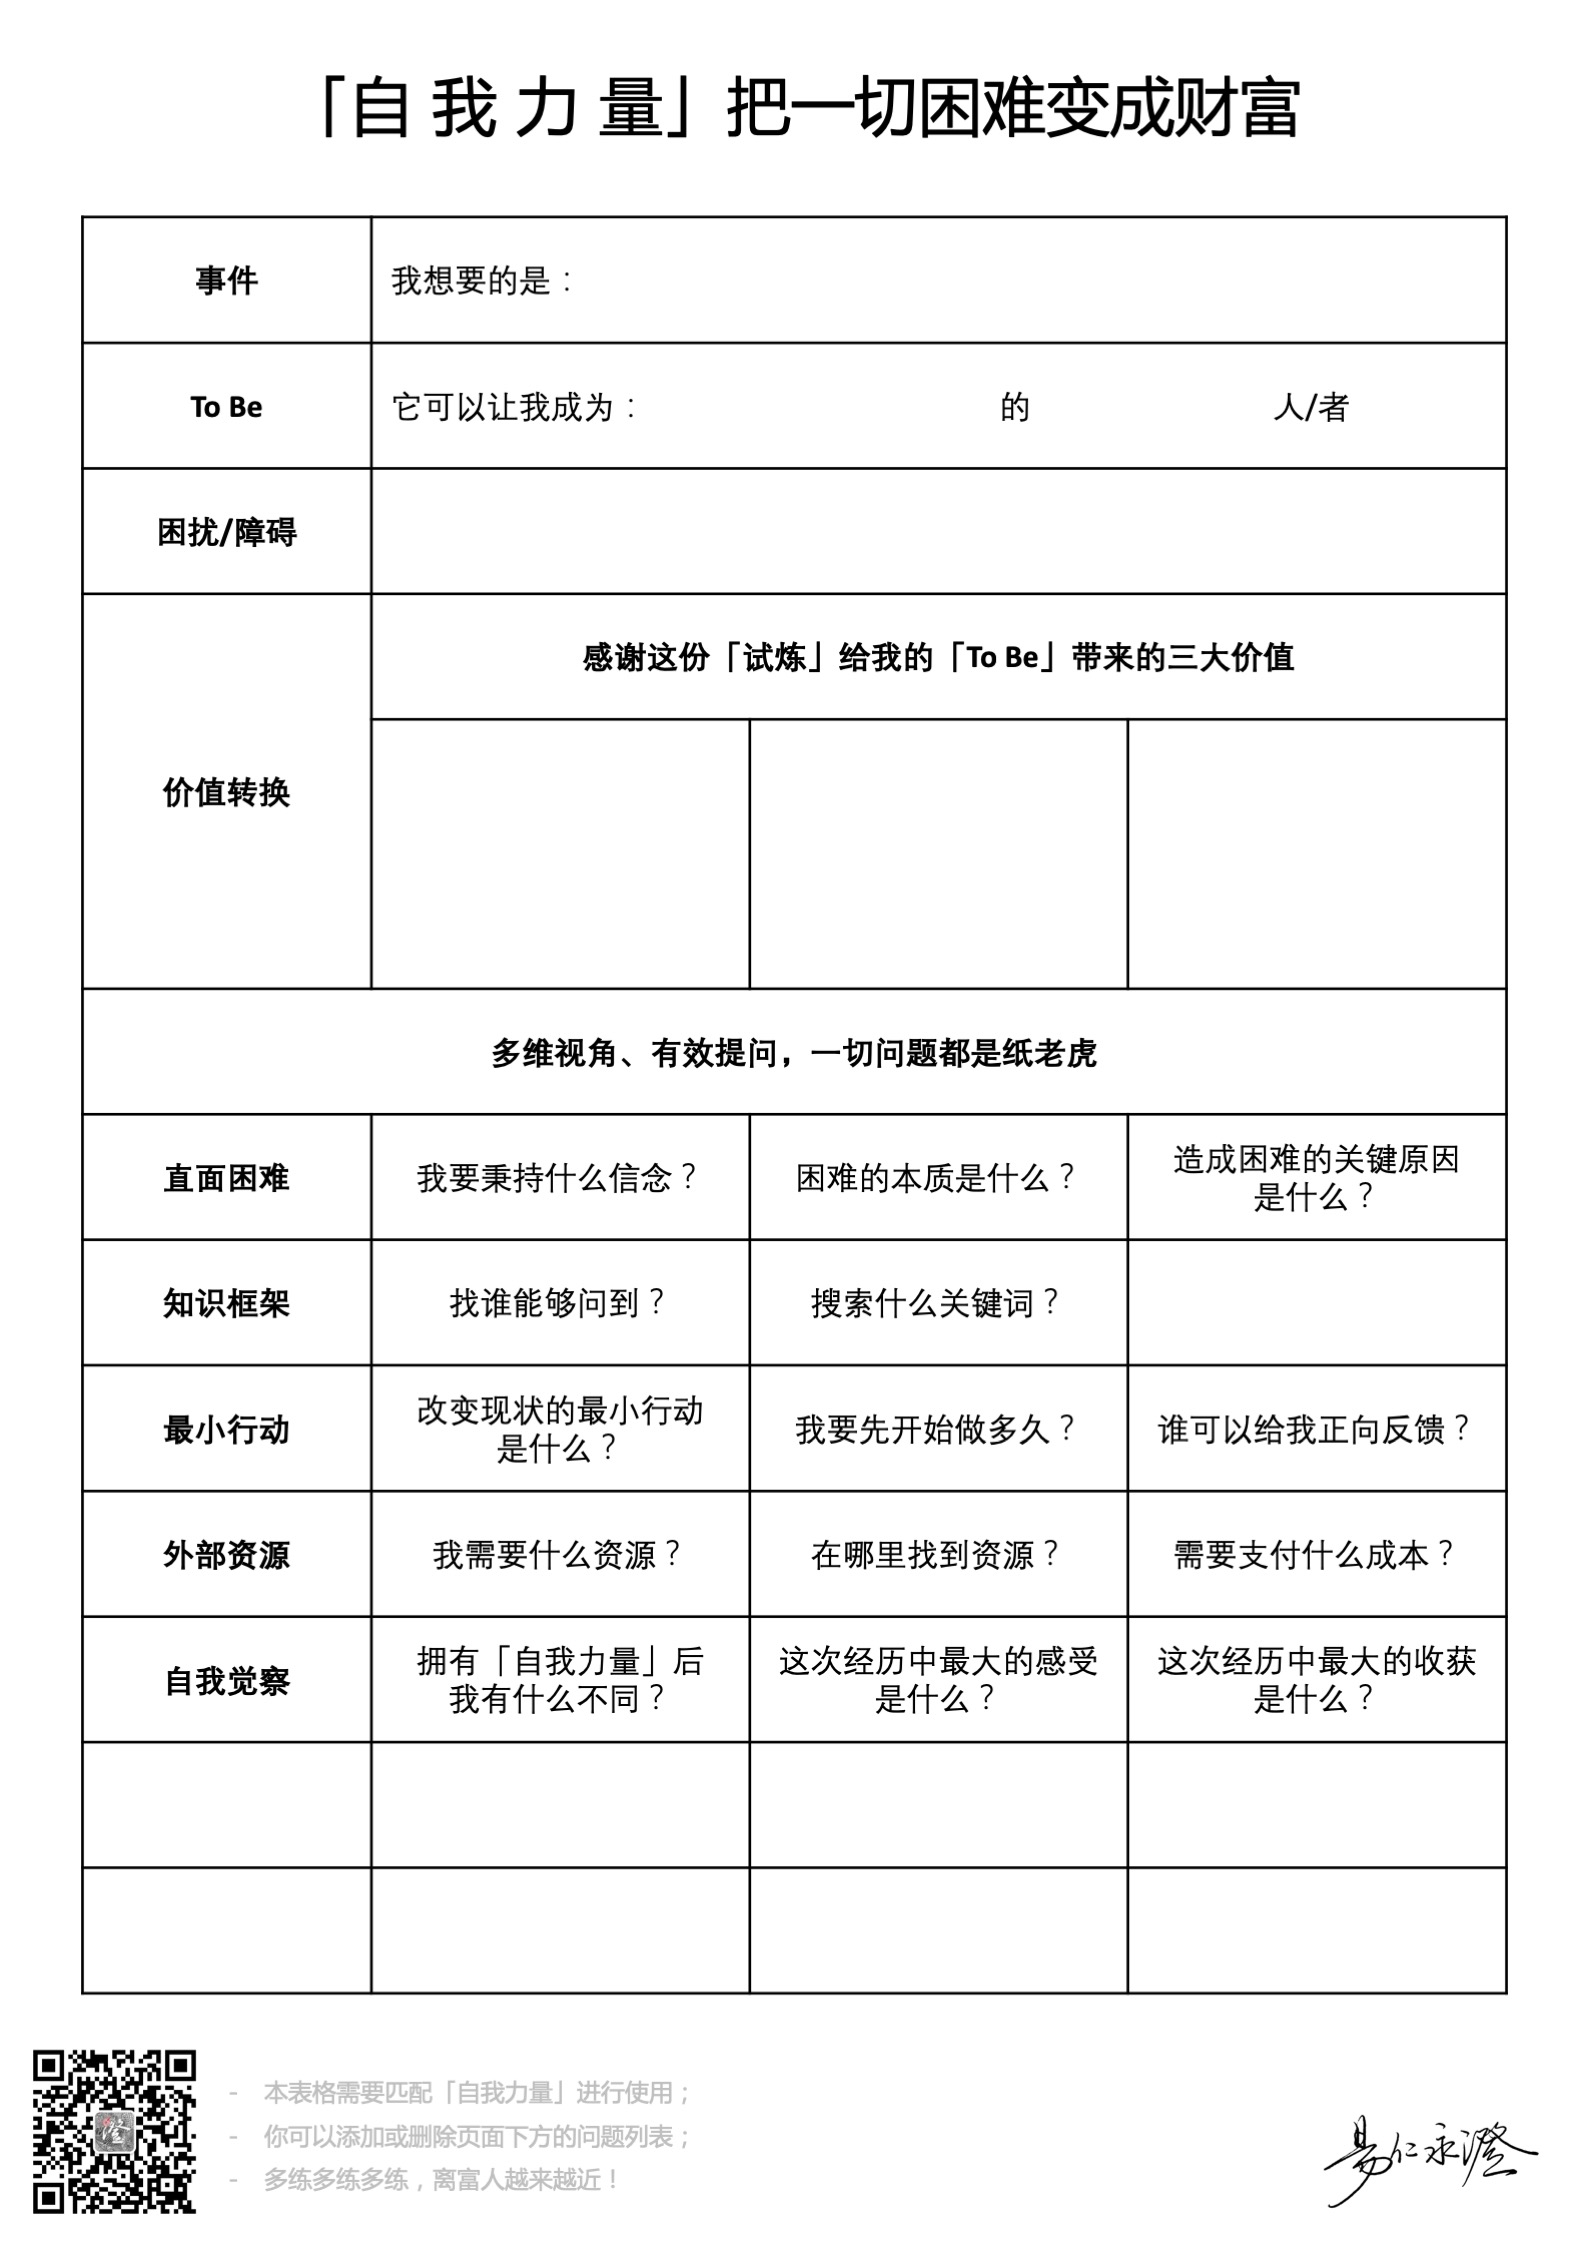 「自我力量」把一切困难变成财富
事件
我想要的是：
To Be
它可以让我成为： 的 人/者
困扰/障碍
价值转换
感谢这份「试炼」给我的「To Be」带来的三大价值
多维视角、有效提问，一切问题都是纸老虎
直面困难
我要秉持什么信念？
困难的本质是什么？
造成困难的关键原因
是什么？
知识框架
找谁能够问到？
搜索什么关键词？
最小行动
改变现状的最小行动
是什么？
我要先开始做多久？
谁可以给我正向反馈？
外部资源
我需要什么资源？
在哪里找到资源？
需要支付什么成本？
自我觉察
拥有「自我力量」后
我有什么不同？
这次经历中最大的感受
是什么？
这次经历中最大的收获
是什么？
澄
- 本表格需要匹配「自我力量」进行使用；
- 你可以添加或删除页面下方的问题列表；
- 多练多练多练，离富人越来越近！
易仁永澄